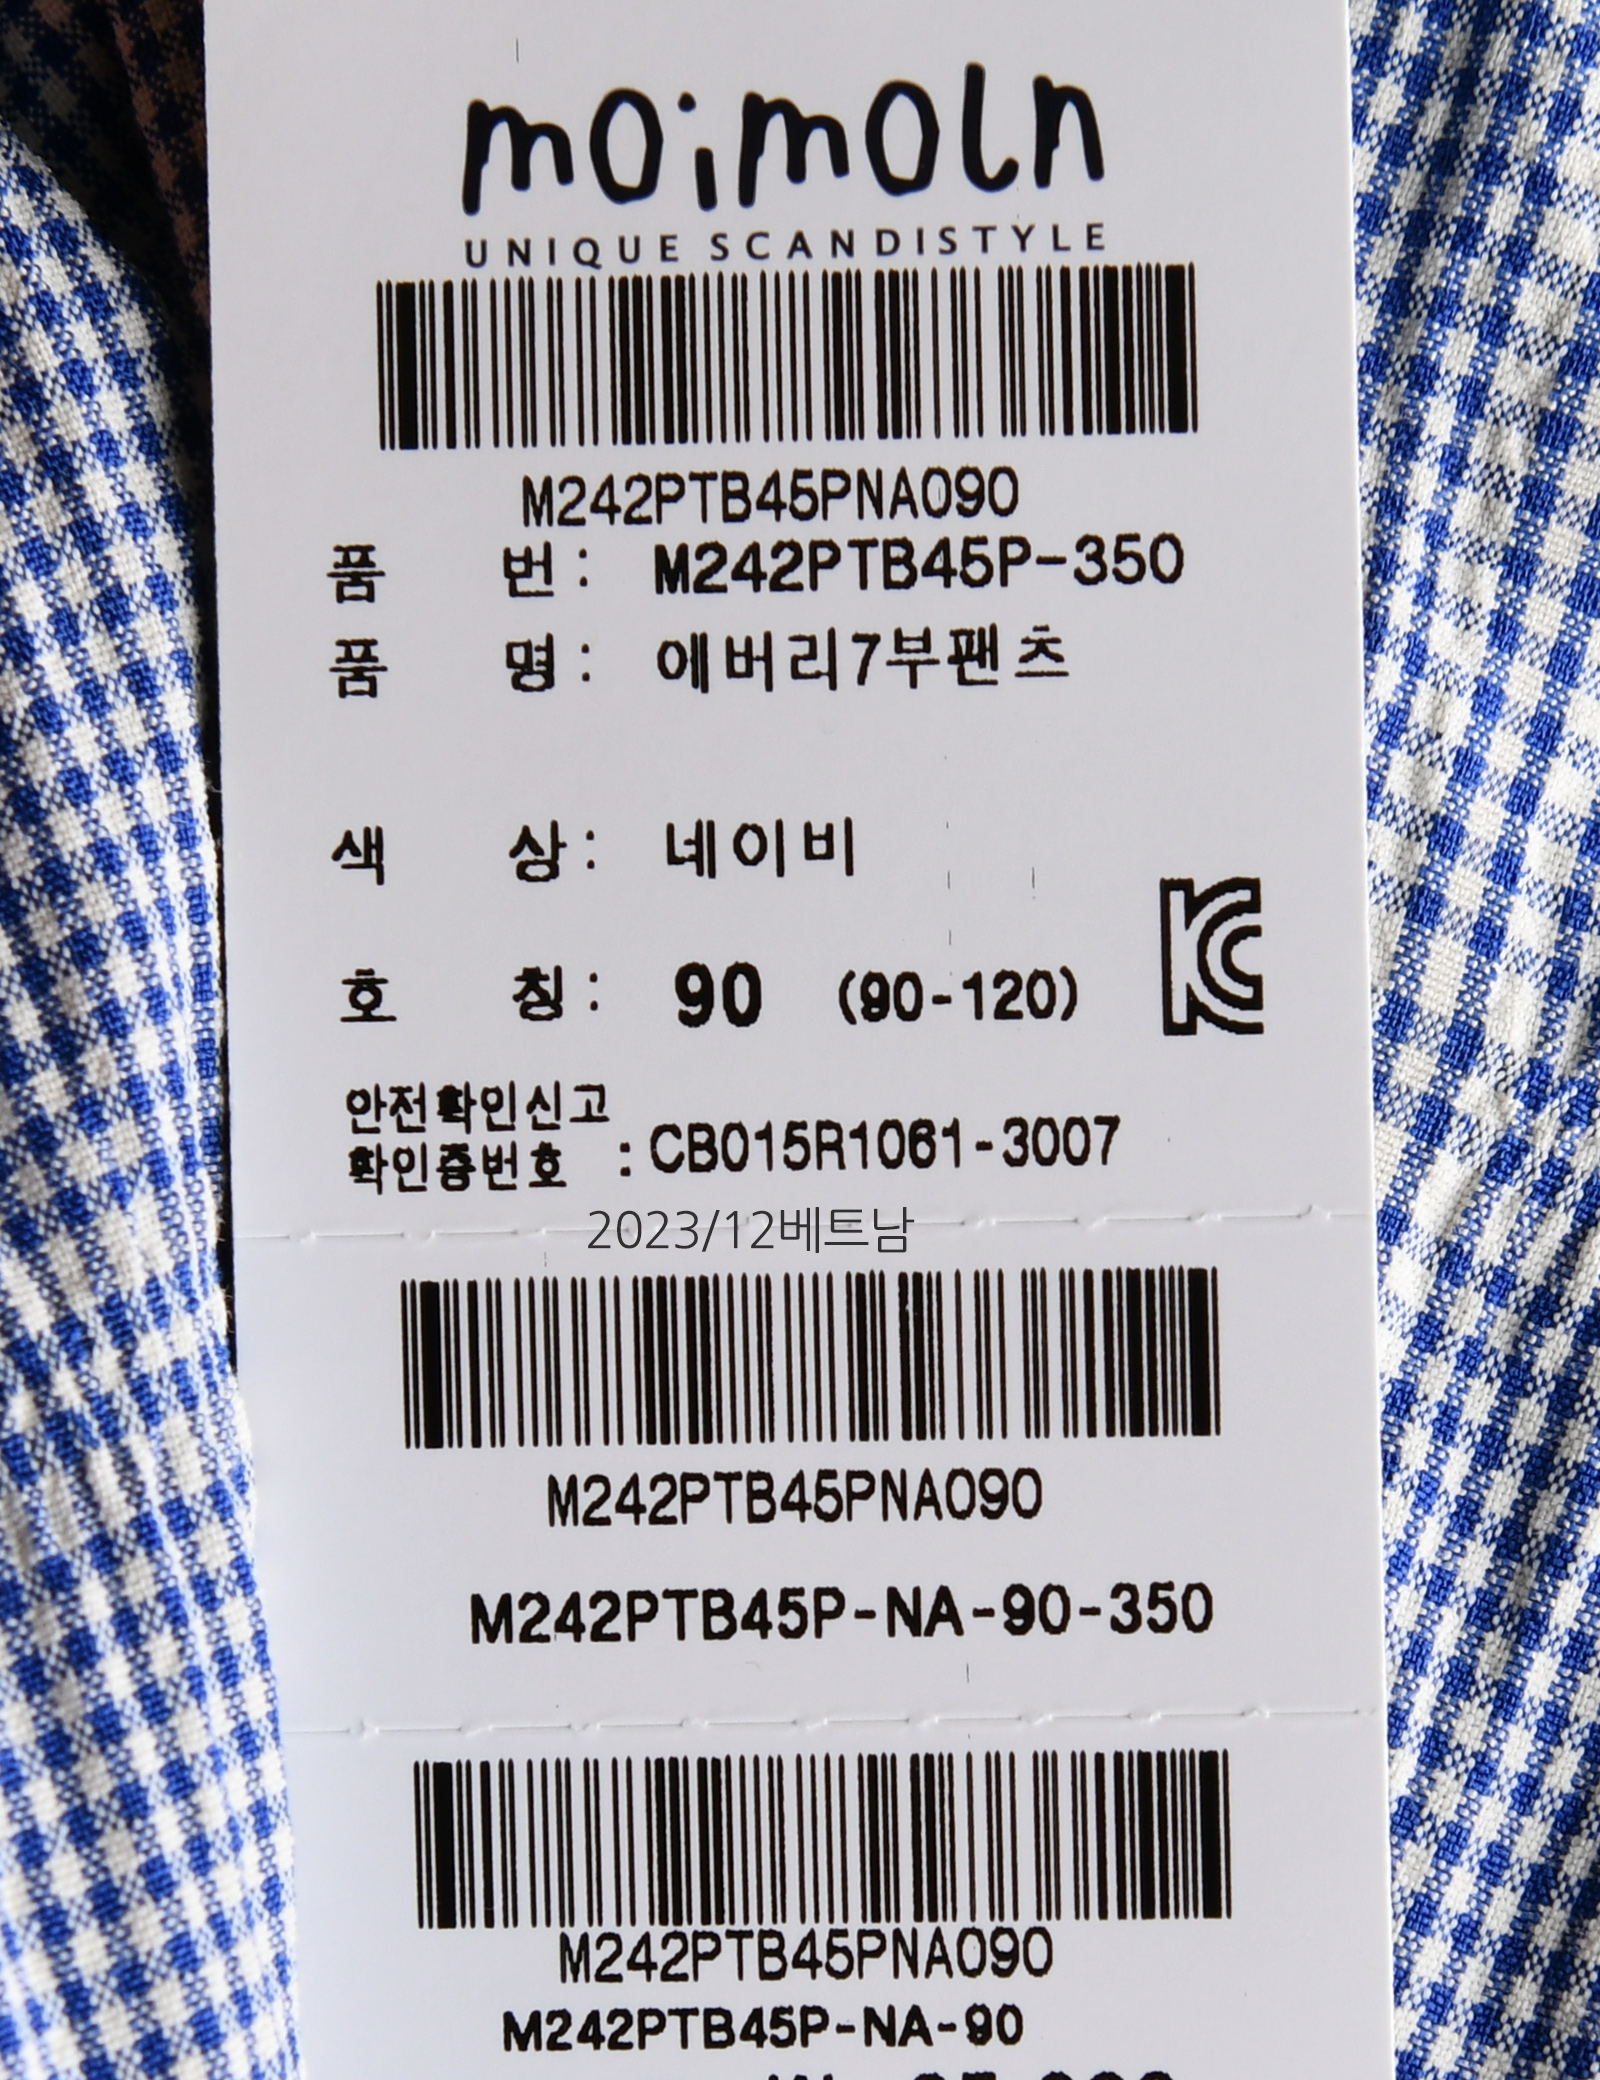 moimoln
UNIQUE SCANDISTYLE
M242PTB45PNA090
품 번: M242PTB45P-350
품 명: 에버리7부팬츠
색 상: 네이비
호 칭: 90 (90-120)
안전확인신고
확인증번호 : CB015R1061-3007
2023/12베트남
M242PTB45PNA090
M242PTB45P-NA-90-350
M242PTB45PNA090
M242PTB45P-NA-90